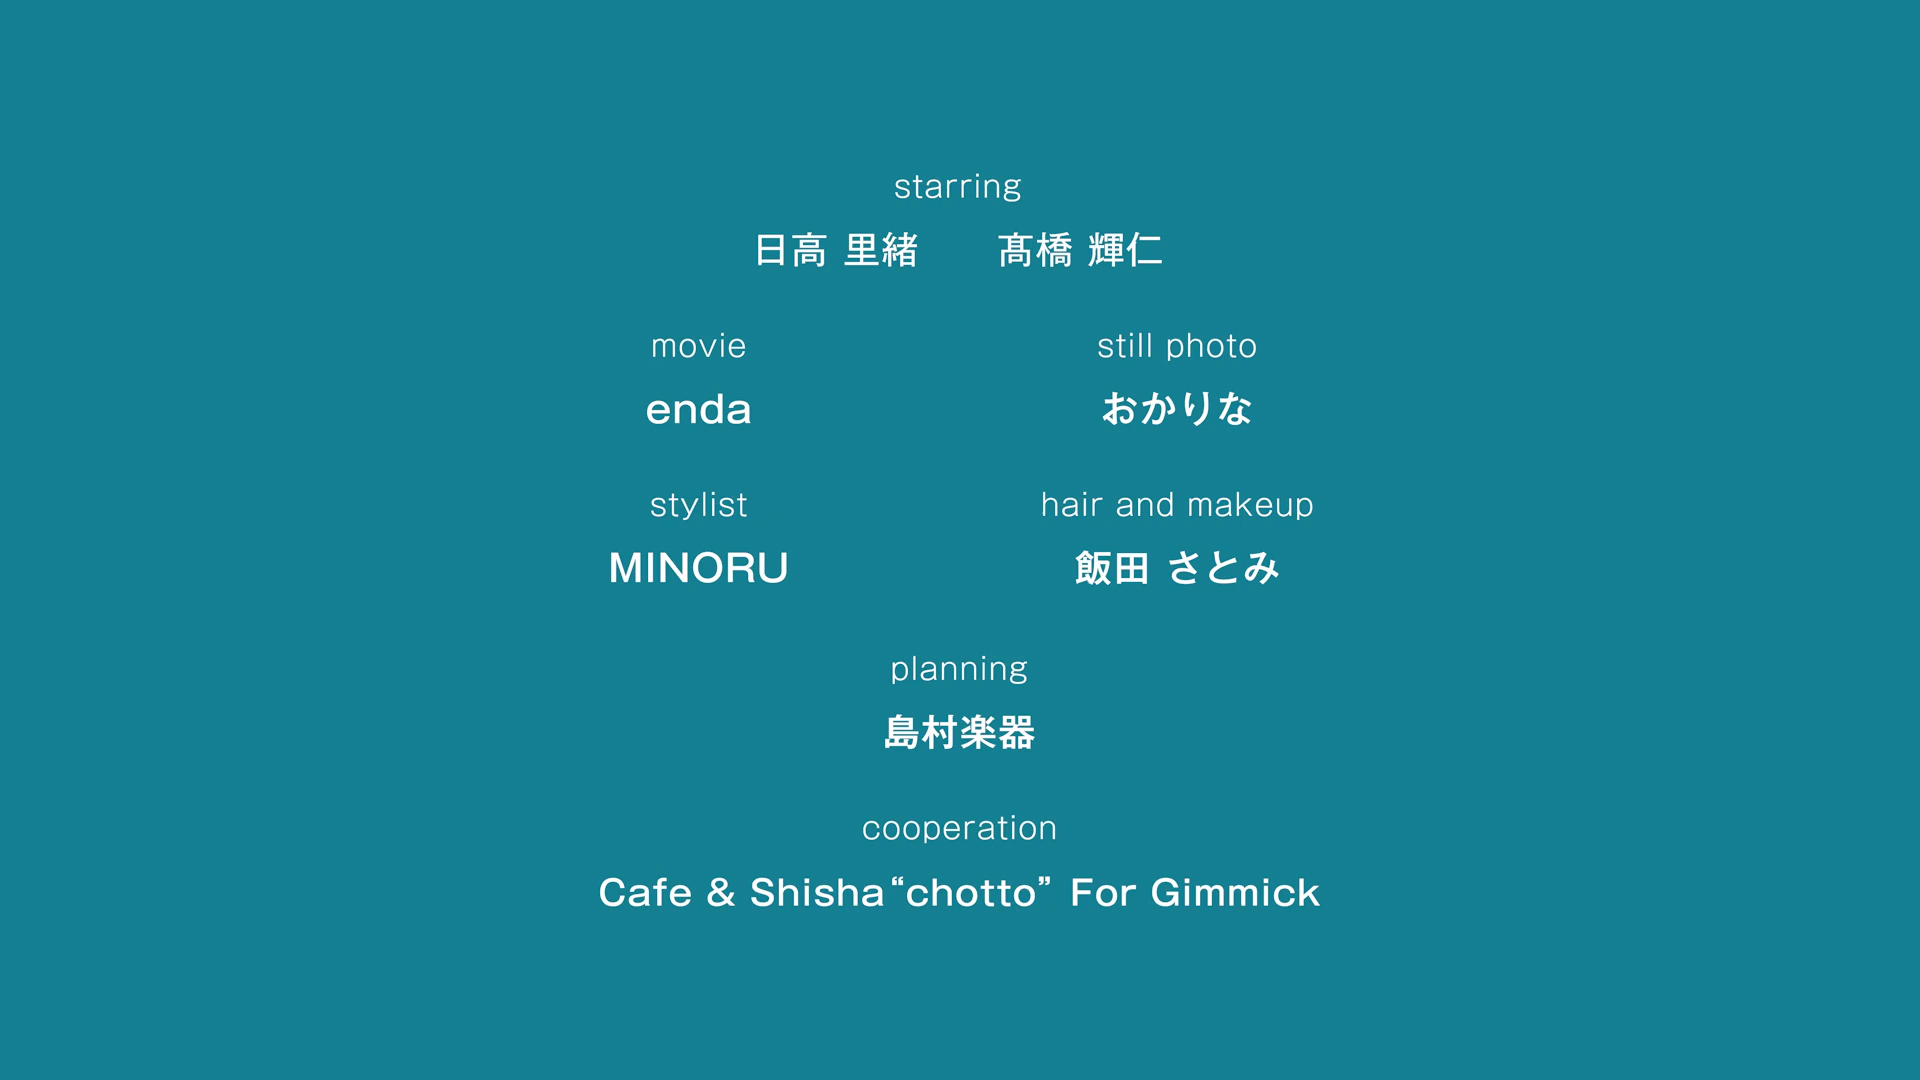 starring
日高 里緒 髙橋 輝仁
movie still photo
enda おかりな
stylist hair and makeup
MINORU 飯田 さとみ
planning
島村楽器
cooperation
Cafe & Shisha “chotto” For Gimmick